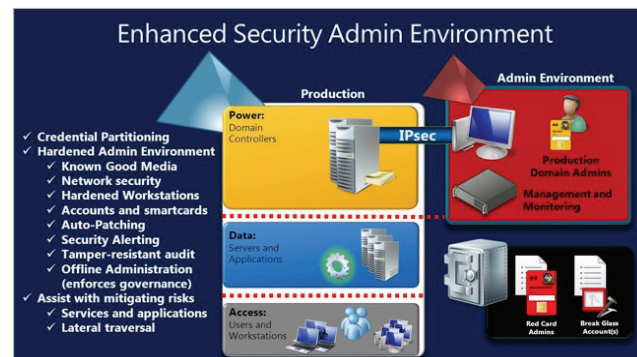 Enhanced Security Admin Environment
✓ Credential Partitioning
✓ Hardened Admin Environment
✓ Known Good Media
✓ Network security
✓ Hardened Workstations
✓ Accounts and smartcards
✓ Auto-Patching
✓ Security Alerting
✓ Tamper-resistant audit
✓ Offline Administration
(enforces governance)
✓ Assist with mitigating risks
✓ Services and applications
✓ Lateral traversal
Production
Power:
Domain
Controllers
IPsec
Data:
Servers and
Applications
Access:
Users and
Workstations
Admin Environment
Production
Domain Admins
Management and
Monitoring
Red Card
Admins
Break Glass
Account(s)